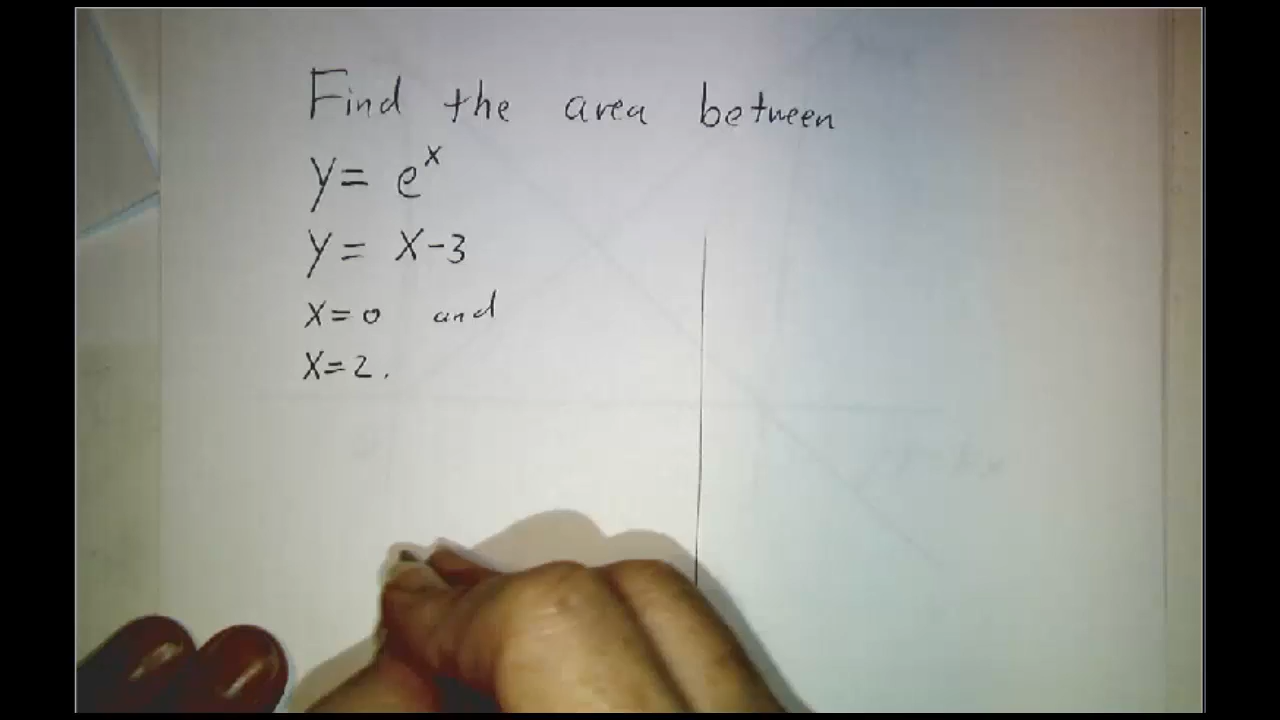 Find the area between
y = e^x
y = x-3
x=0 and
x=2.